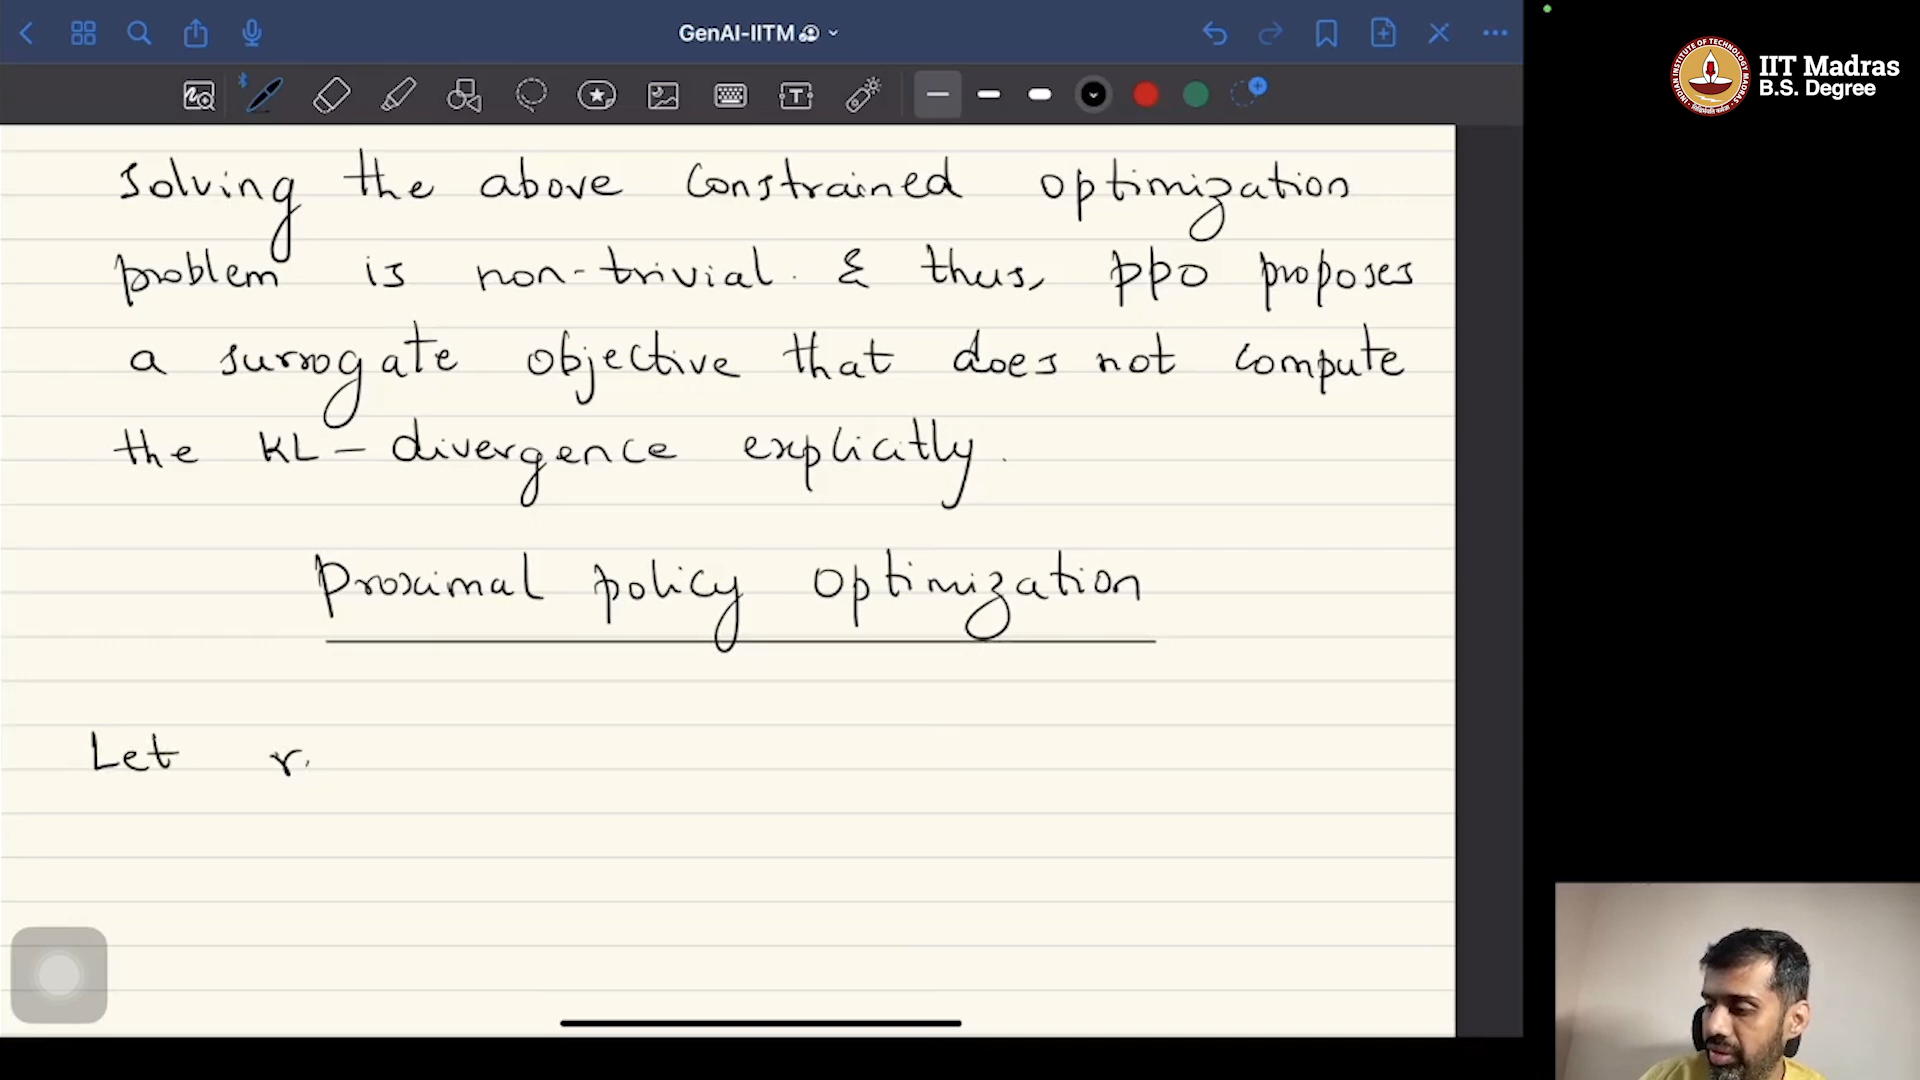 GenAI-IITM
IIT Madras
B.S. Degree
Solving the above constrained optimization
problem is non-trivial. & thus, PPO proposes
a surrogate objective that does not compute
the KL-divergence explicitly.
Proximal policy optimization
Let r